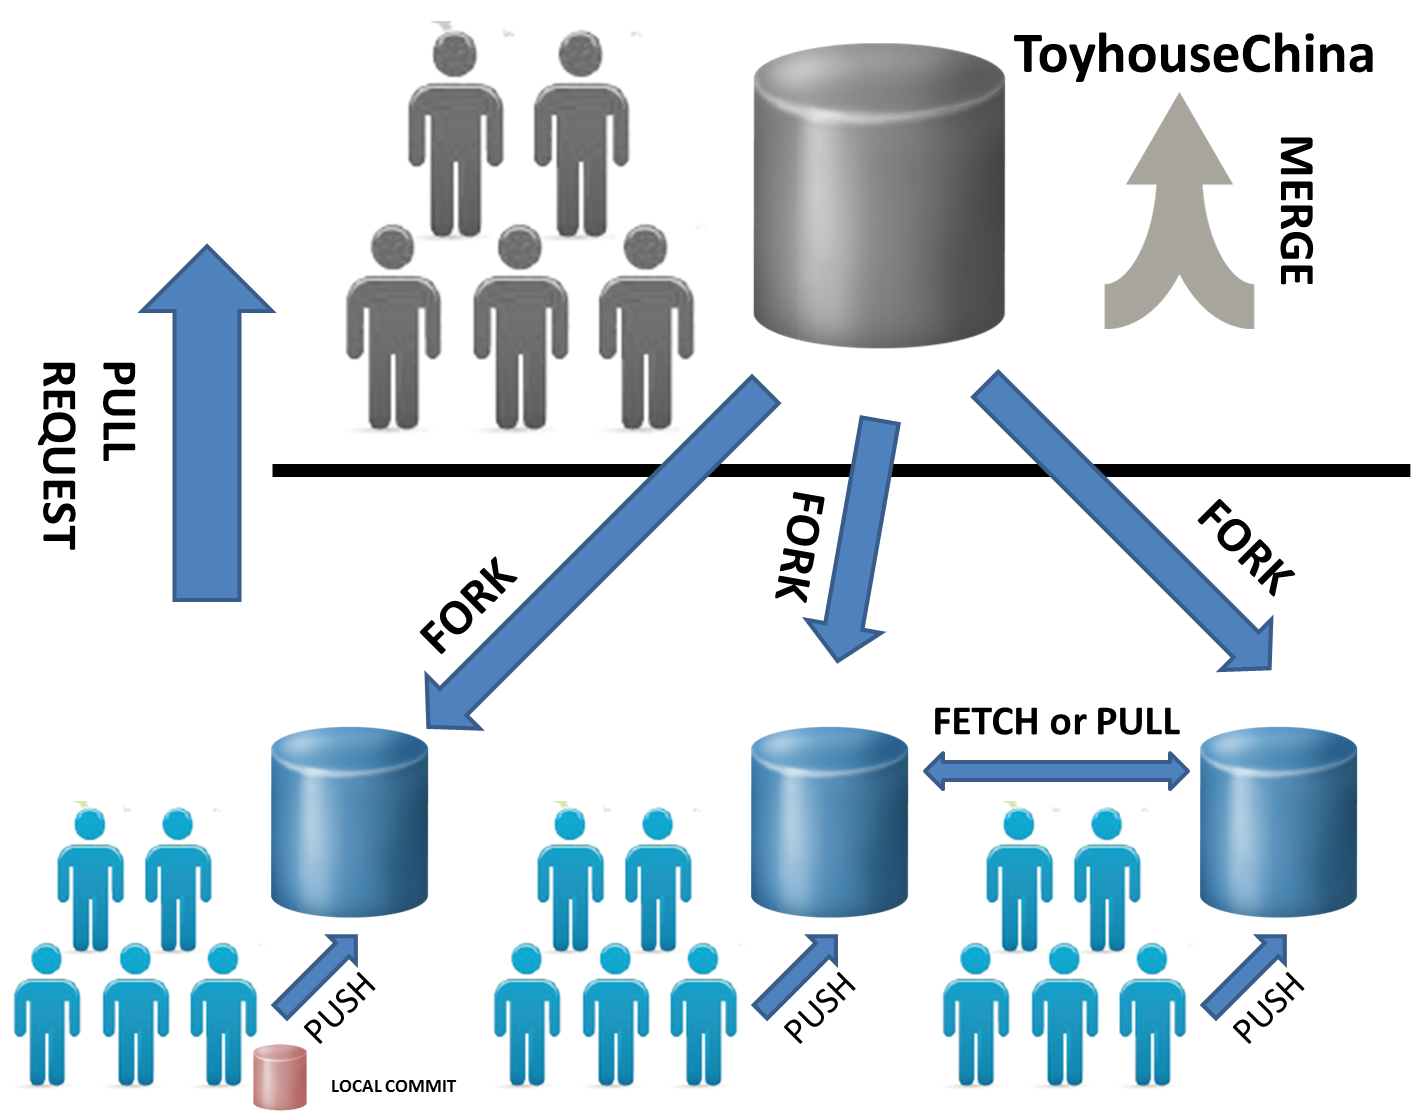 ToyhouseChina
MERGE
PULL
REQUEST
FORK
FORK
FORK
FETCH or PULL
PUSH
PUSH
PUSH
LOCAL COMMIT